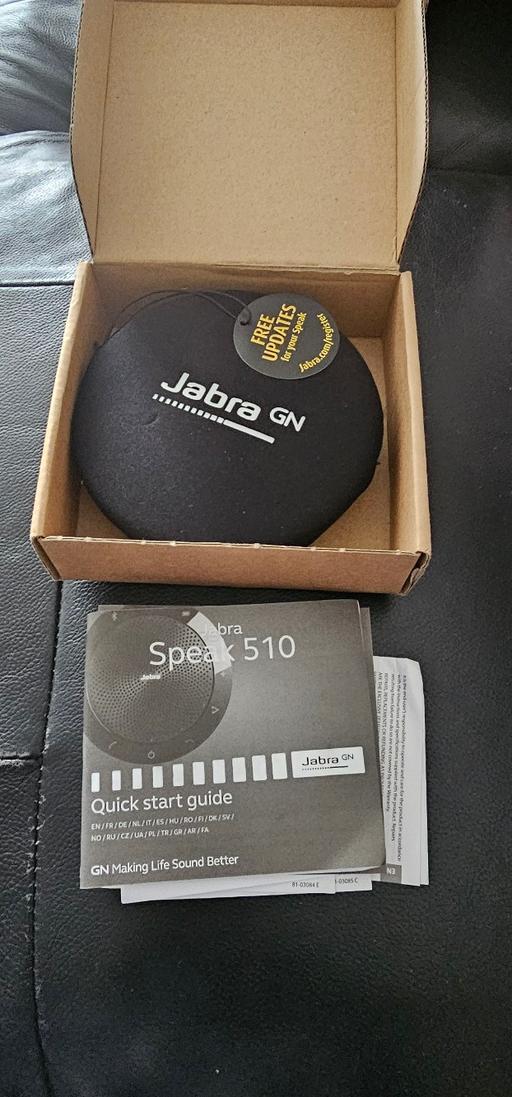 FREE
UPDATES
for your Speak
Jabra.com/register
Jabra GN
Jabra
Speak 510
Jabra
Jabra GN
Quick start guide
EN / FR / DE / NL / IT / ES / HU / RO / FI / DK / SV /
NO / RU / CZ / UA / PL / TR / GR / AR / FA
GN Making Life Sound Better
81-03084 E
-03085 C
EN